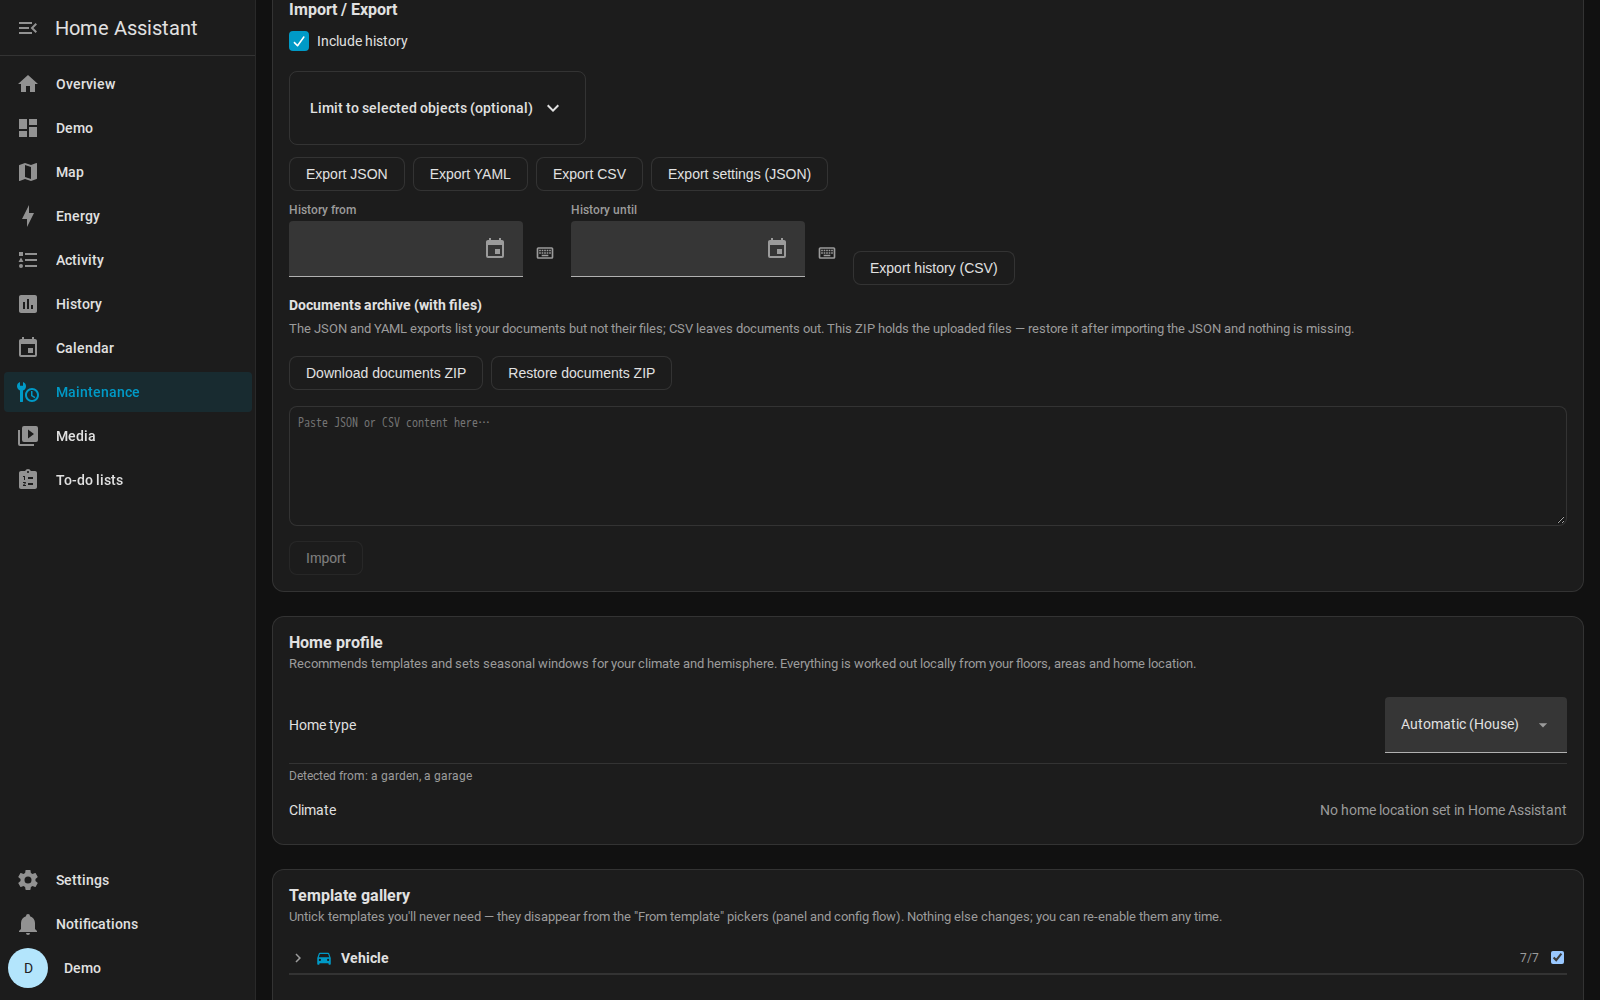 Home Assistant
Overview
Demo
Map
Energy
Activity
History
Calendar
Maintenance
Media
To-do lists
Settings
Notifications
D
Demo
Import / Export
Include history
Limit to selected objects (optional)
Export JSON
Export YAML
Export CSV
Export settings (JSON)
History from
History until
Export history (CSV)
Documents archive (with files)
The JSON and YAML exports list your documents but not their files; CSV leaves documents out. This ZIP holds the uploaded files — restore it after importing the JSON and nothing is missing.
Download documents ZIP
Restore documents ZIP
Paste JSON or CSV content here…
Import
Home profile
Recommends templates and sets seasonal windows for your climate and hemisphere. Everything is worked out locally from your floors, areas and home location.
Home type
Automatic (House)
Detected from: a garden, a garage
Climate
No home location set in Home Assistant
Template gallery
Untick templates you'll never need — they disappear from the "From template" pickers (panel and config flow). Nothing else changes; you can re-enable them any time.
Vehicle
7/7